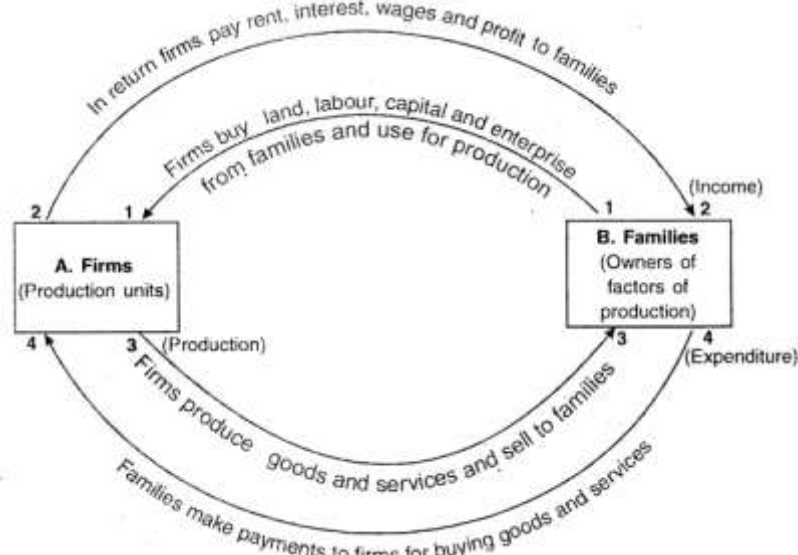 In return firms pay rent, interest, wages and profit to families
Firms buy land, labour, capital and enterprise
from families and use for production
(Income)
2
1
1
2
A. Firms
(Production units)
B. Families
(Owners of
factors of
production)
4
3
(Production)
3
4
(Expenditure)
Firms produce goods and services and sell to families
Families make payments to firms for buying goods and services